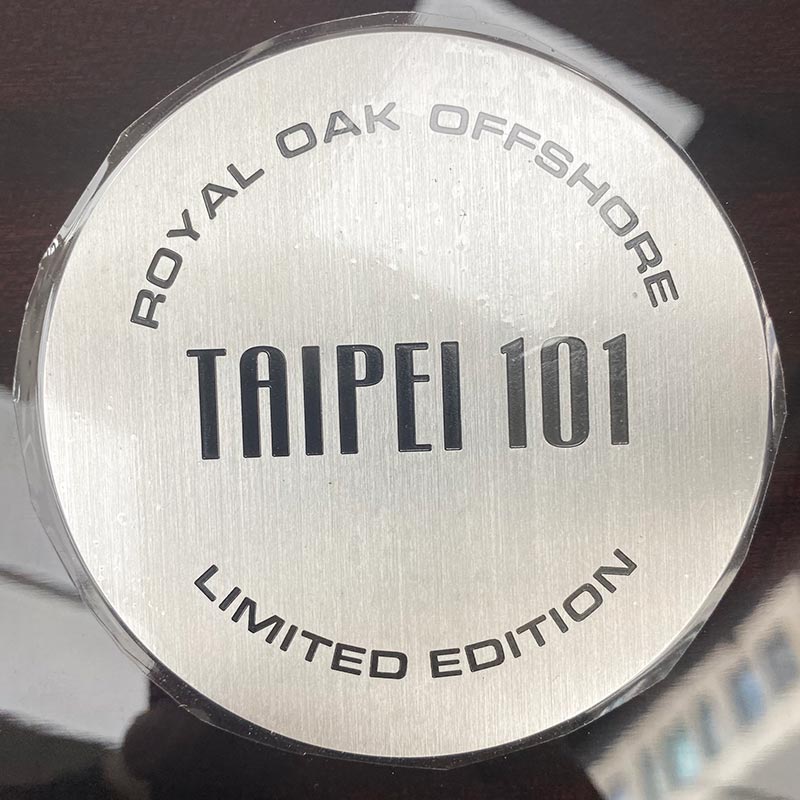 ROYAL OAK OFFSHORE
TAIPEI 101
LIMITED EDITION